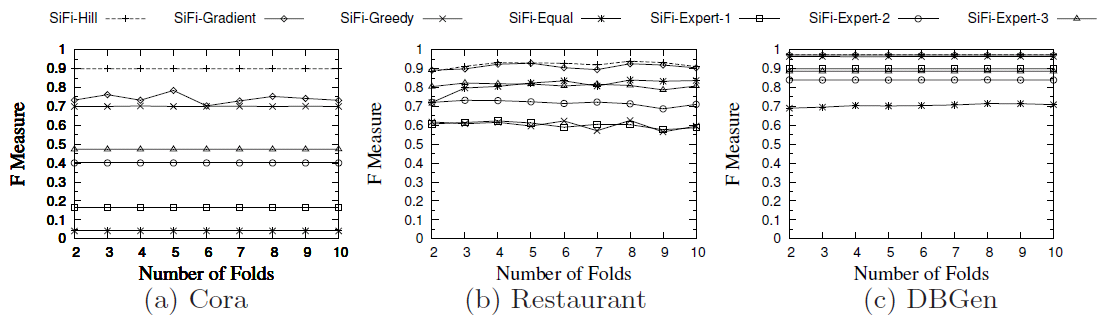 SiFi-Hill SiFi-Gradient SiFi-Greedy SiFi-Equal SiFi-Expert-1 SiFi-Expert-2 SiFi-Expert-3
F Measure
1
0.9
0.8
0.7
0.6
0.5
0.4
0.3
0.2
0.1
0
2 3 4 5 6 7 8 9 10
Number of Folds
(a) Cora
F Measure
1
0.9
0.8
0.7
0.6
0.5
0.4
0.3
0.2
0.1
0
2 3 4 5 6 7 8 9 10
Number of Folds
(b) Restaurant
F Measure
1
0.9
0.8
0.7
0.6
0.5
0.4
0.3
0.2
0.1
0
2 3 4 5 6 7 8 9 10
Number of Folds
(c) DBGen